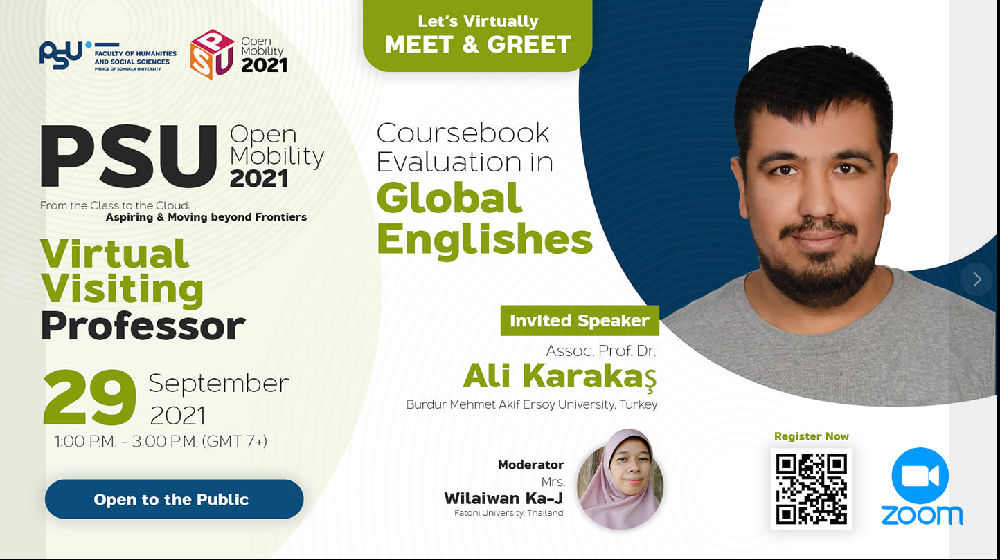 PSU
FACULTY OF HUMANITIES
AND SOCIAL SCIENCES
PRINCE OF SONGKLA UNIVERSITY
PSU
Open
Mobility
2021
Let's Virtually
MEET & GREET
PSU
Open
Mobility
2021
From the Class to the Cloud:
Aspiring & Moving beyond Frontiers
Virtual
Visiting
Professor
29
September
2021
1:00 P.M. - 3:00 P.M. (GMT 7+)
Open to the Public
Coursebook
Evaluation in
Global
Englishes
Invited Speaker
Assoc. Prof. Dr.
Ali Karakaş
Burdur Mehmet Akif Ersoy University, Turkey
Moderator
Mrs.
Wilaiwan Ka-J
Fatoni University, Thailand
Register Now
zoom